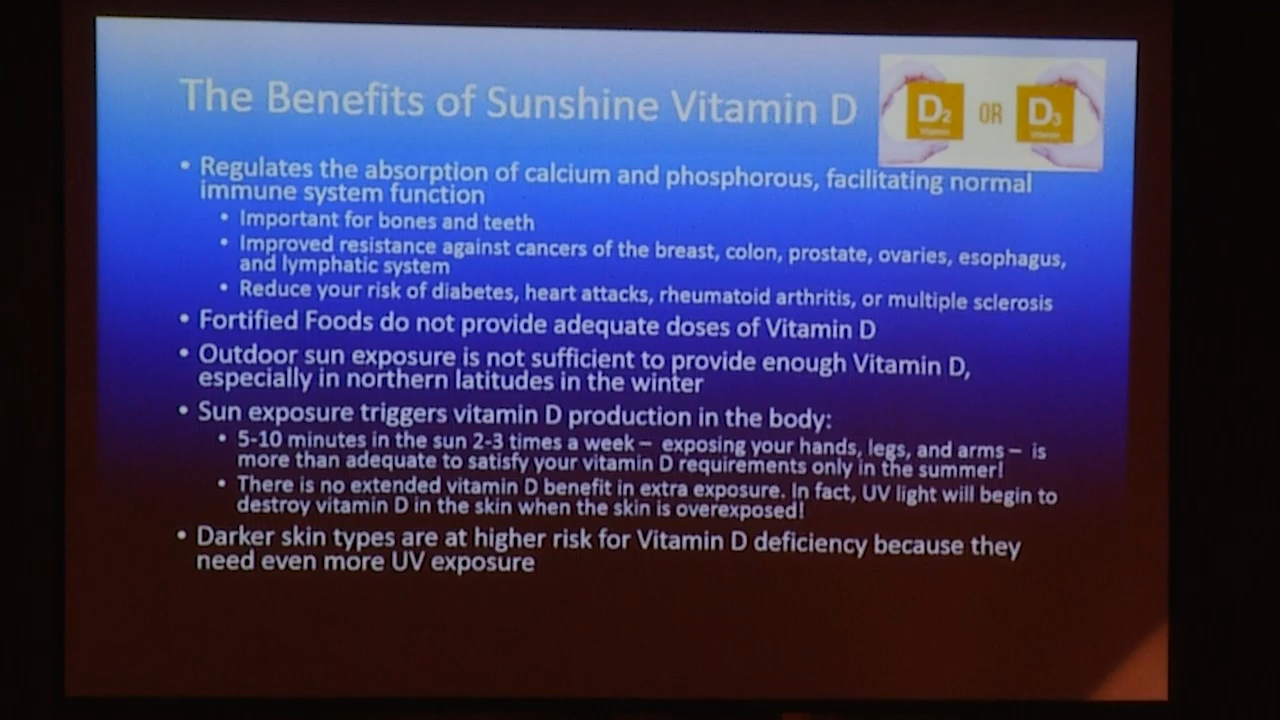 The Benefits of Sunshine Vitamin D
D2
Vitamin
OR
D3
Vitamin
• Regulates the absorption of calcium and phosphorous, facilitating normal
immune system function
• Important for bones and teeth
• Improved resistance against cancers of the breast, colon, prostate, ovaries, esophagus,
and lymphatic system
• Reduce your risk of diabetes, heart attacks, rheumatoid arthritis, or multiple sclerosis
• Fortified Foods do not provide adequate doses of Vitamin D
• Outdoor sun exposure is not sufficient to provide enough Vitamin D,
especially in northern latitudes in the winter
• Sun exposure triggers vitamin D production in the body:
• 5-10 minutes in the sun 2-3 times a week – exposing your hands, legs, and arms – is
more than adequate to satisfy your vitamin D requirements only in the summer!
• There is no extended vitamin D benefit in extra exposure. In fact, UV light will begin to
destroy vitamin D in the skin when the skin is overexposed!
• Darker skin types are at higher risk for Vitamin D deficiency because they
need even more UV exposure